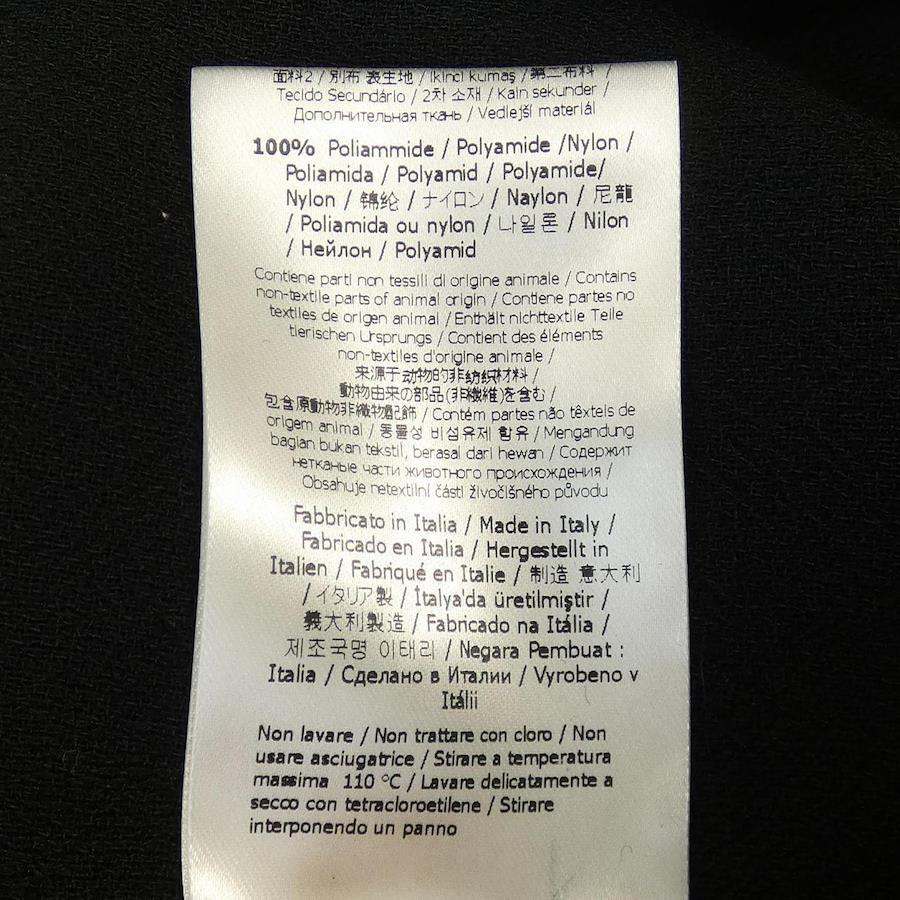 面料2 / 別布 表生地 / İkinci kumaş / 第二布料 /
Tecido Secundário / 2차 소재 / Kain sekunder /
Дополнительная ткань / Vedlejší materiál
100% Poliammide / Polyamide /Nylon /
Poliamida / Polyamid / Polyamide/
Nylon / 锦纶 / ナイロン / Naylon / 尼龍
/ Poliamida ou nylon / 나일론 / Nilon
/ Нейлон / Polyamid
Contiene parti non tessili di origine animale / Contains
non-textile parts of animal origin / Contiene partes no
textiles de origen animal / Enthält nichttextile Teile
tierischen Ursprungs / Contient des éléments
non-textiles d'origine animale /
来源于动物的非纺织材料 /
動物由来の部品(非繊維)を含む /
包含原動物非織物配飾 / Contém partes não têxteis de
origem animal / 동물성 비섬유제 함유 / Mengandung
bagian bukan tekstil, berasal dari hewan / Содержит
нетканые части животного происхождения /
Obsahuje netextilní části živočišného původu
Fabbricato in Italia / Made in Italy /
Fabricado en Italia / Hergestellt in
Italien / Fabriqué en Italie / 制造 意大利
/ イタリア製 / İtalya'da üretilmiştir /
義大利製造 / Fabricado na Itália /
제조국명 이태리 / Negara Pembuat :
Italia / Сделано в Италии / Vyrobeno v
Itálii
Non lavare / Non trattare con cloro / Non
usare asciugatrice / Stirare a temperatura
massima 110 °C / Lavare delicatamente a
secco con tetracloroetilene / Stirare
interponendo un panno